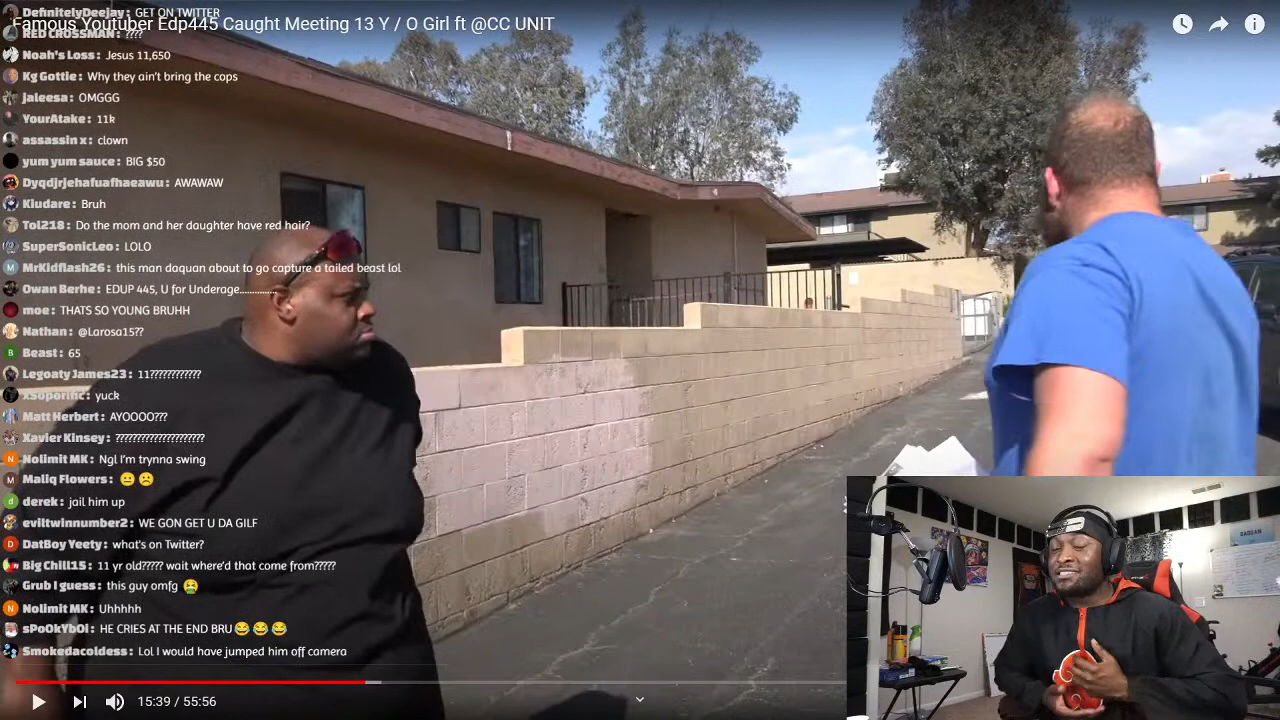 DefinitelyDeejay : GET ON TWITTER
Famous Youtuber Edp445 Caught Meeting 13 Y / O Girl ft @CC UNIT
RED CROSSMAN : ????
Noah's Loss : Jesus 11,650
Kg Gottie : Why they ain't bring the cops
jaleesa : OMGGG
YourAtake : 11k
assassin x : clown
yum yum sauce : BIG $50
Dyqdjrjehafuafhaeawu : AWAWAW
Kludare : Bruh
Tol218 : Do the mom and her daughter have red hair?
SuperSonicLeo : LOLO
MrKidflash26 : this man daquan about to go capture a tailed beast lol
Owan Berhe : EDUP 445, U for Underage.............
moe : THATS SO YOUNG BRUHH
Nathan : @Larosa15??
Beast : 65
Legoaty James23 : 11????????????
xSoporific : yuck
Matt Herbert : AYOOOO???
Xavier Kinsey : ?????????????????????
Nolimit MK : Ngl I'm trynna swing
Maliq Flowers : 😐 ☹️
derek : jail him up
eviltwinnumber2 : WE GON GET U DA GILF
DatBoy Yeety : what's on Twitter?
Big Chill15 : 11 yr old????? wait where'd that come from?????
Grub I guess : this guy omfg 🤮
Nolimit MK : Uhhhhh
sPoOkYbOi : HE CRIES AT THE END BRU😂 😂 😂
Smokedacoldess : Lol I would have jumped him off camera
15:39 / 55:56